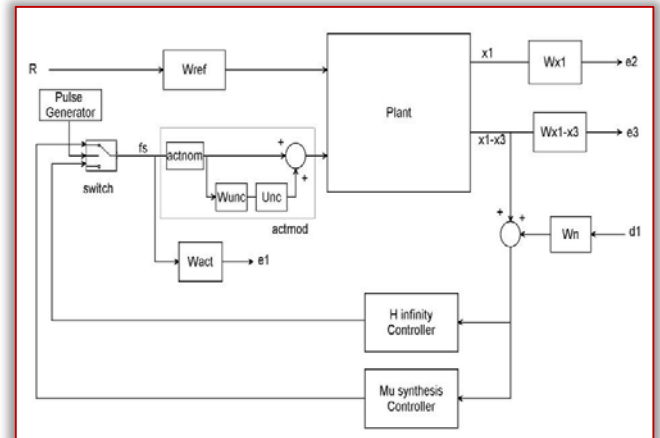 R
Wref
Plant
x1
Wx1
e2
Pulse
Generator
switch
fs
actnom
+
+
Wunc
Unc
actmod
x1-x3
Wx1-x3
e3
Wact
e1
+
+
Wn
d1
H infinity
Controller
Mu synthesis
Controller